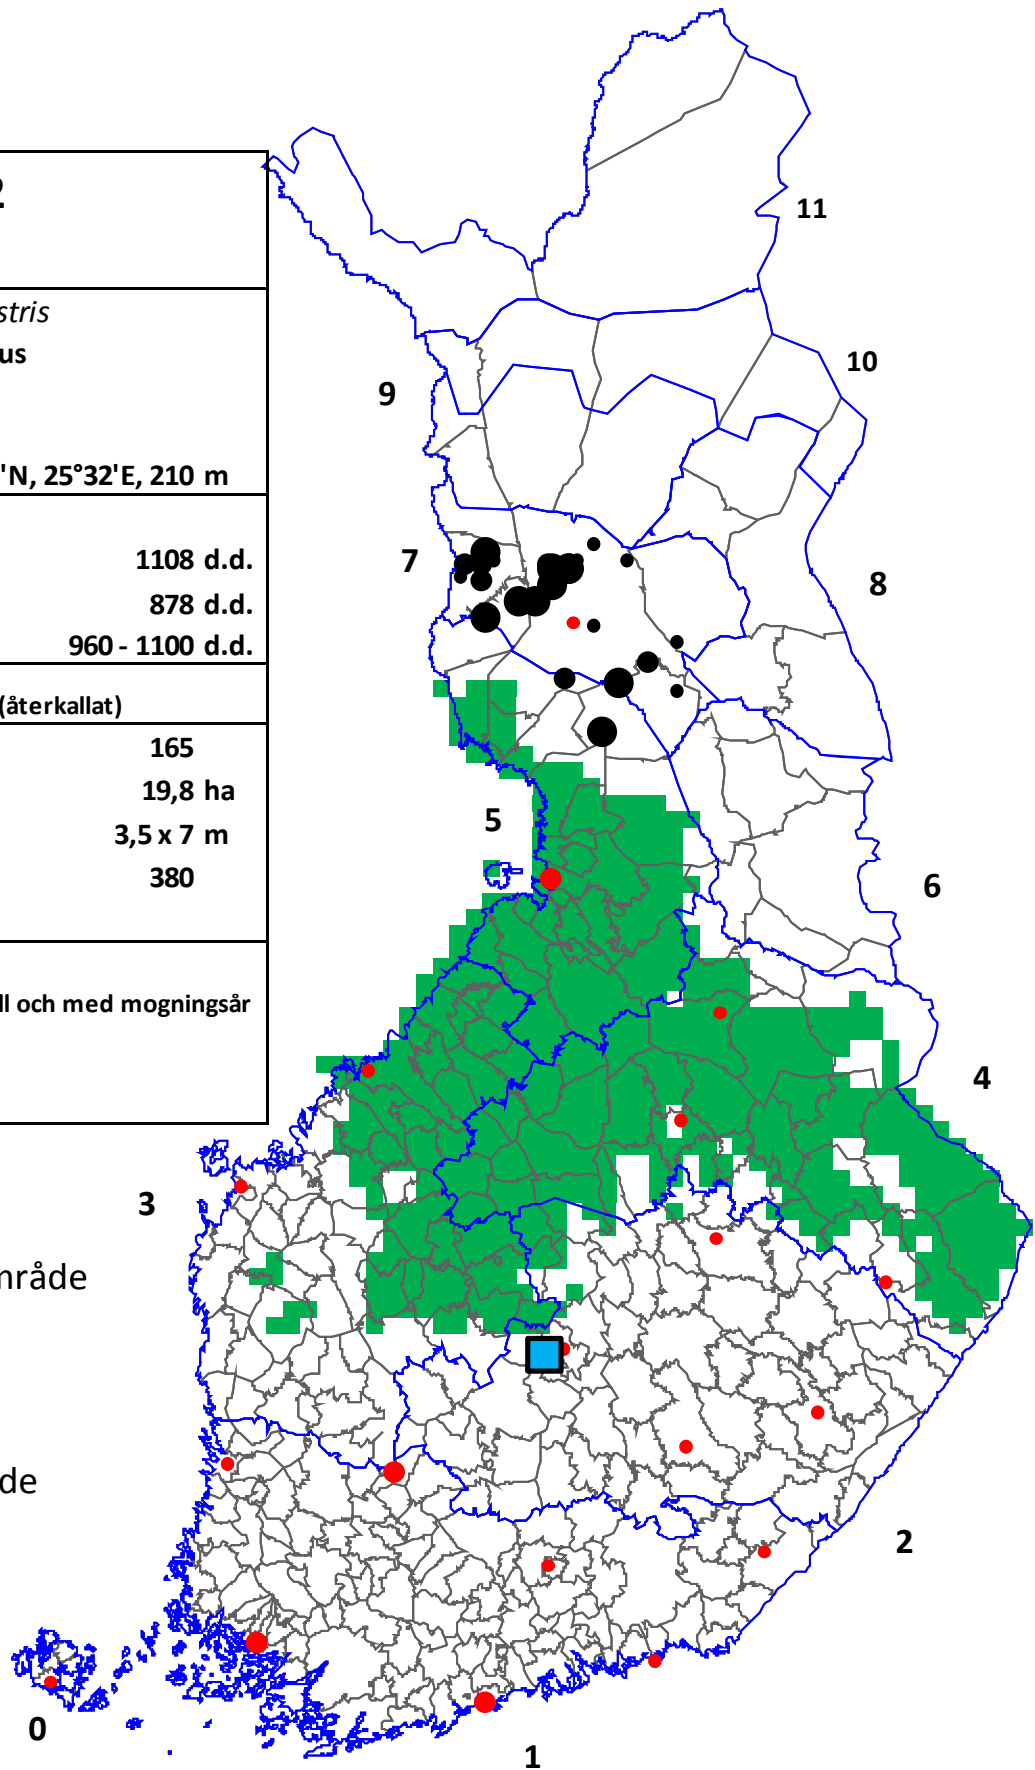 2
stris
us
'N, 25°32'E, 210 m
1108 d.d.
878 d.d.
960 - 1100 d.d.
(återkallat)
165
19,8 ha
3,5 x 7 m
380
ll och med mogningsår
mråde
de
11
10
9
8
7
6
5
4
3
2
1
0